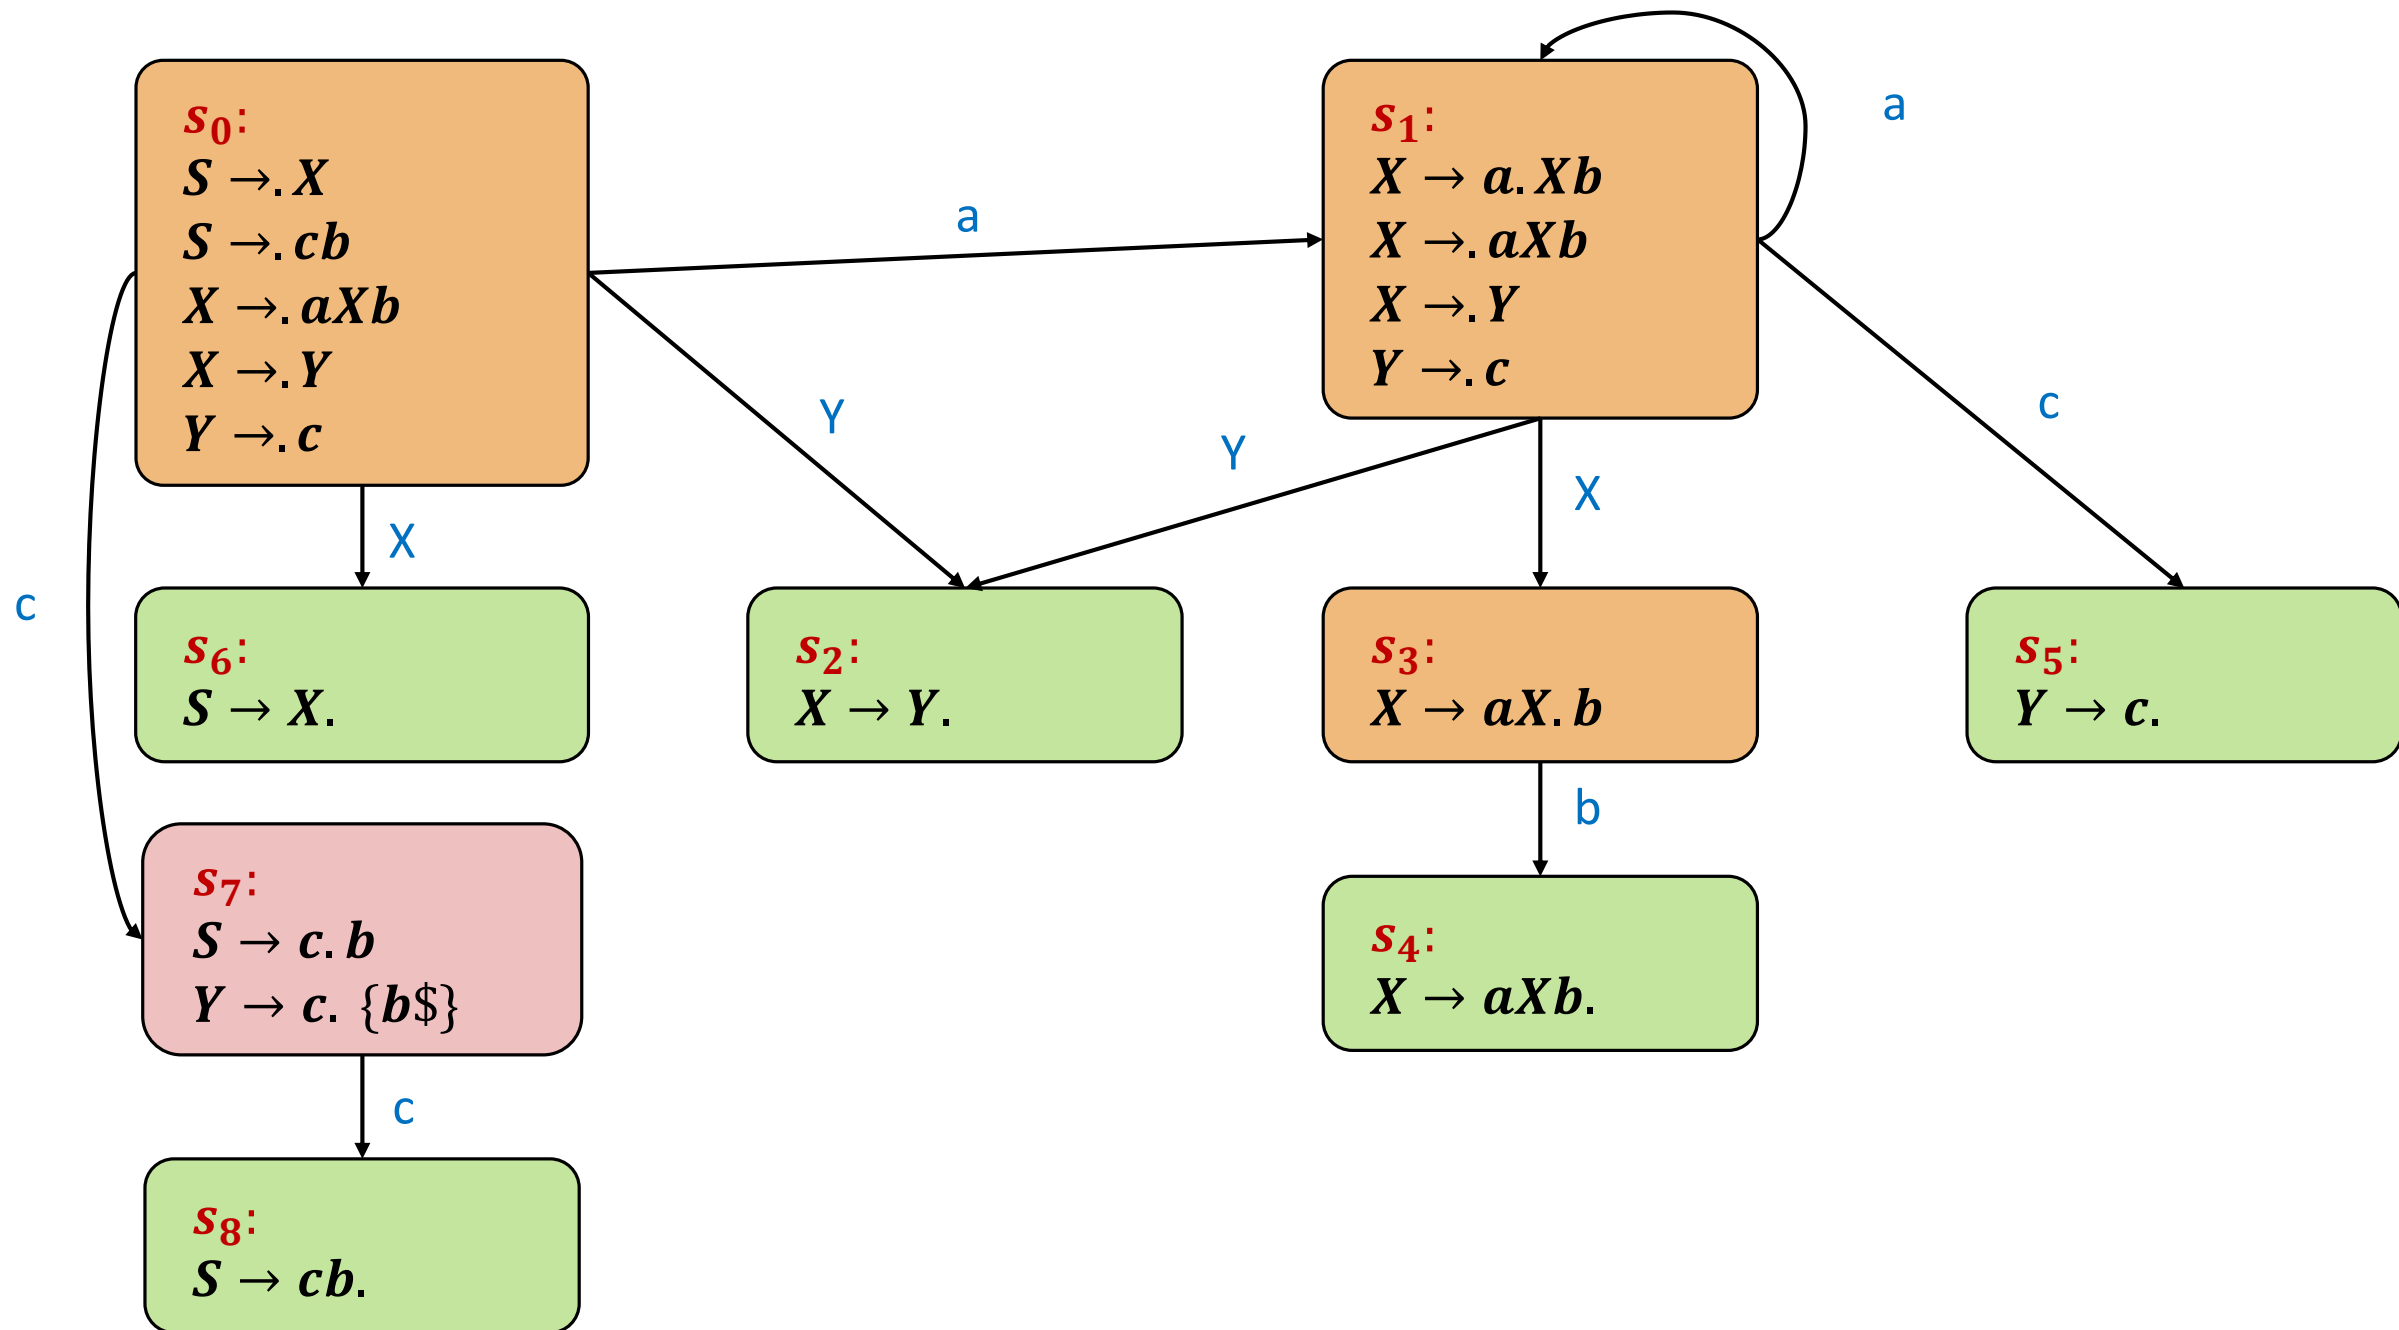 s₀:
S →. X
S →. cb
X →. aXb
X →. Y
Y →. c
a
s₁:
X → a. Xb
X →. aXb
X →. Y
Y →. c
a
c
Y
Y
X
X
c
s₆:
S → X.
s₂:
X → Y.
s₃:
X → aX. b
s₅:
Y → c.
b
s₇:
S → c. b
Y → c. {b$}
s₄:
X → aXb.
c
s₈:
S → cb.